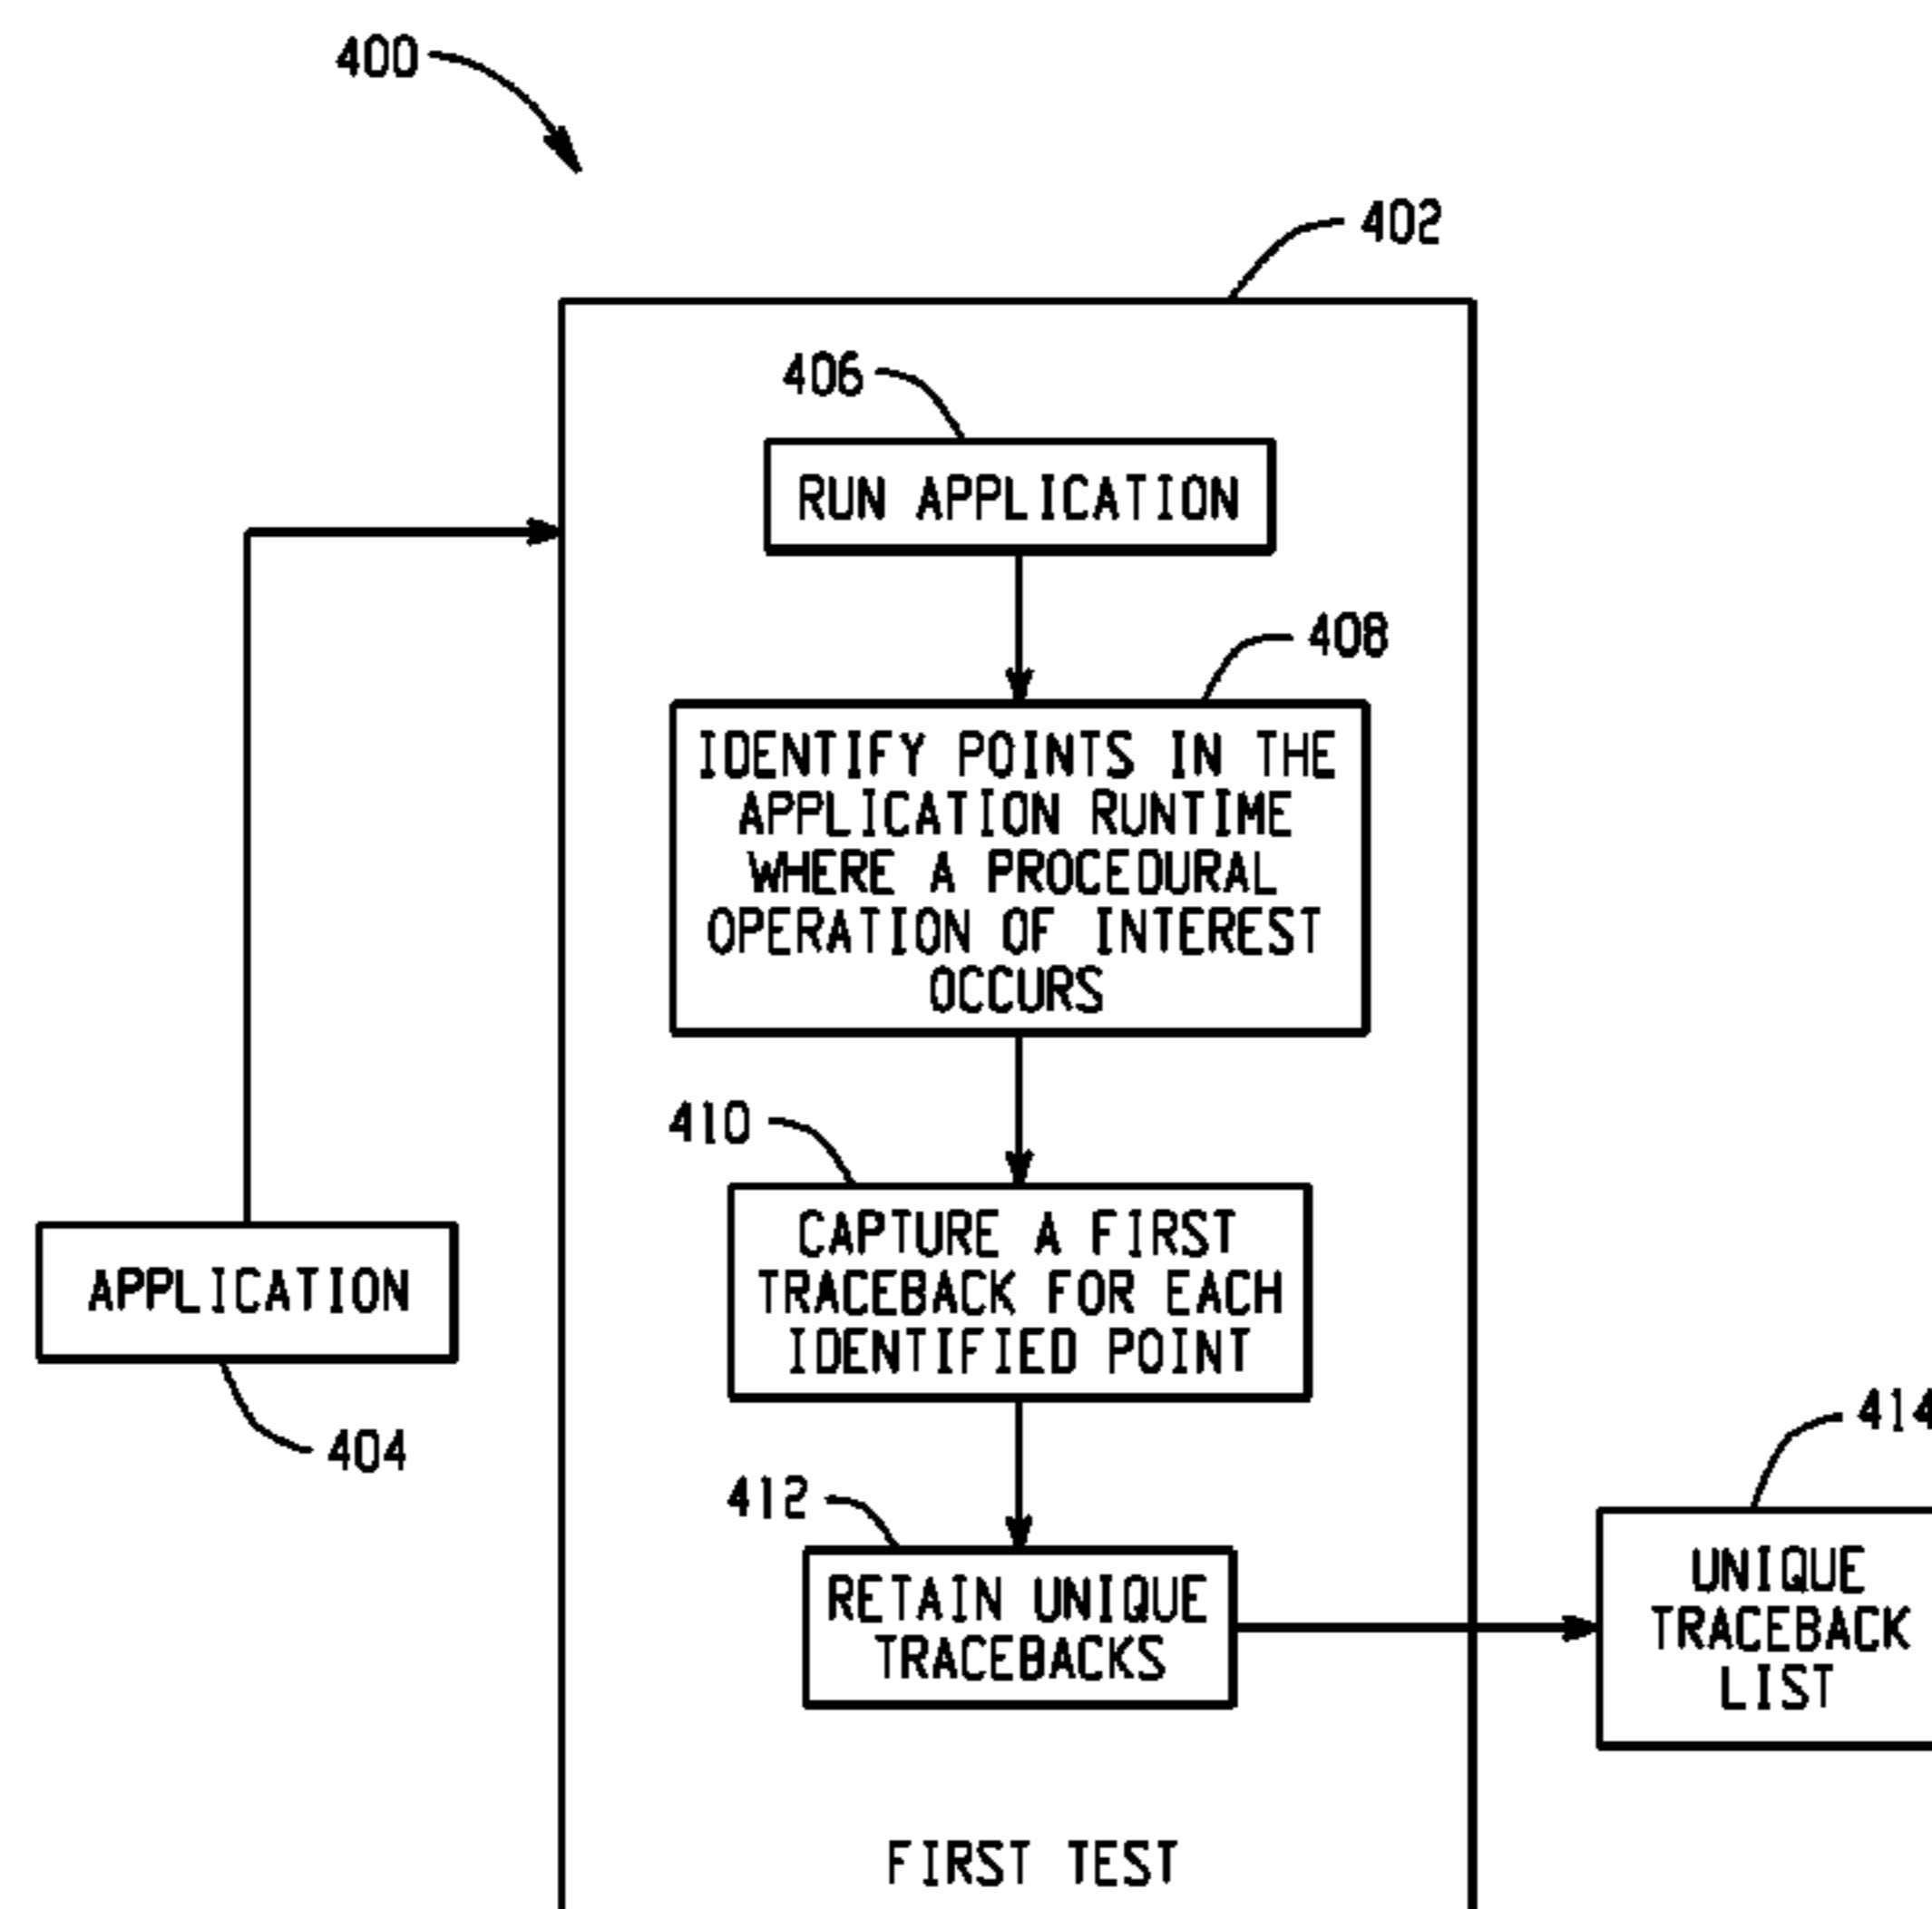 400
402
406
RUN APPLICATION
408
IDENTIFY POINTS IN THE
APPLICATION RUNTIME
WHERE A PROCEDURAL
OPERATION OF INTEREST
OCCURS
410
CAPTURE A FIRST
TRACEBACK FOR EACH
IDENTIFIED POINT
APPLICATION
404
412
RETAIN UNIQUE
TRACEBACKS
414
UNIQUE
TRACEBACK
LIST
FIRST TEST